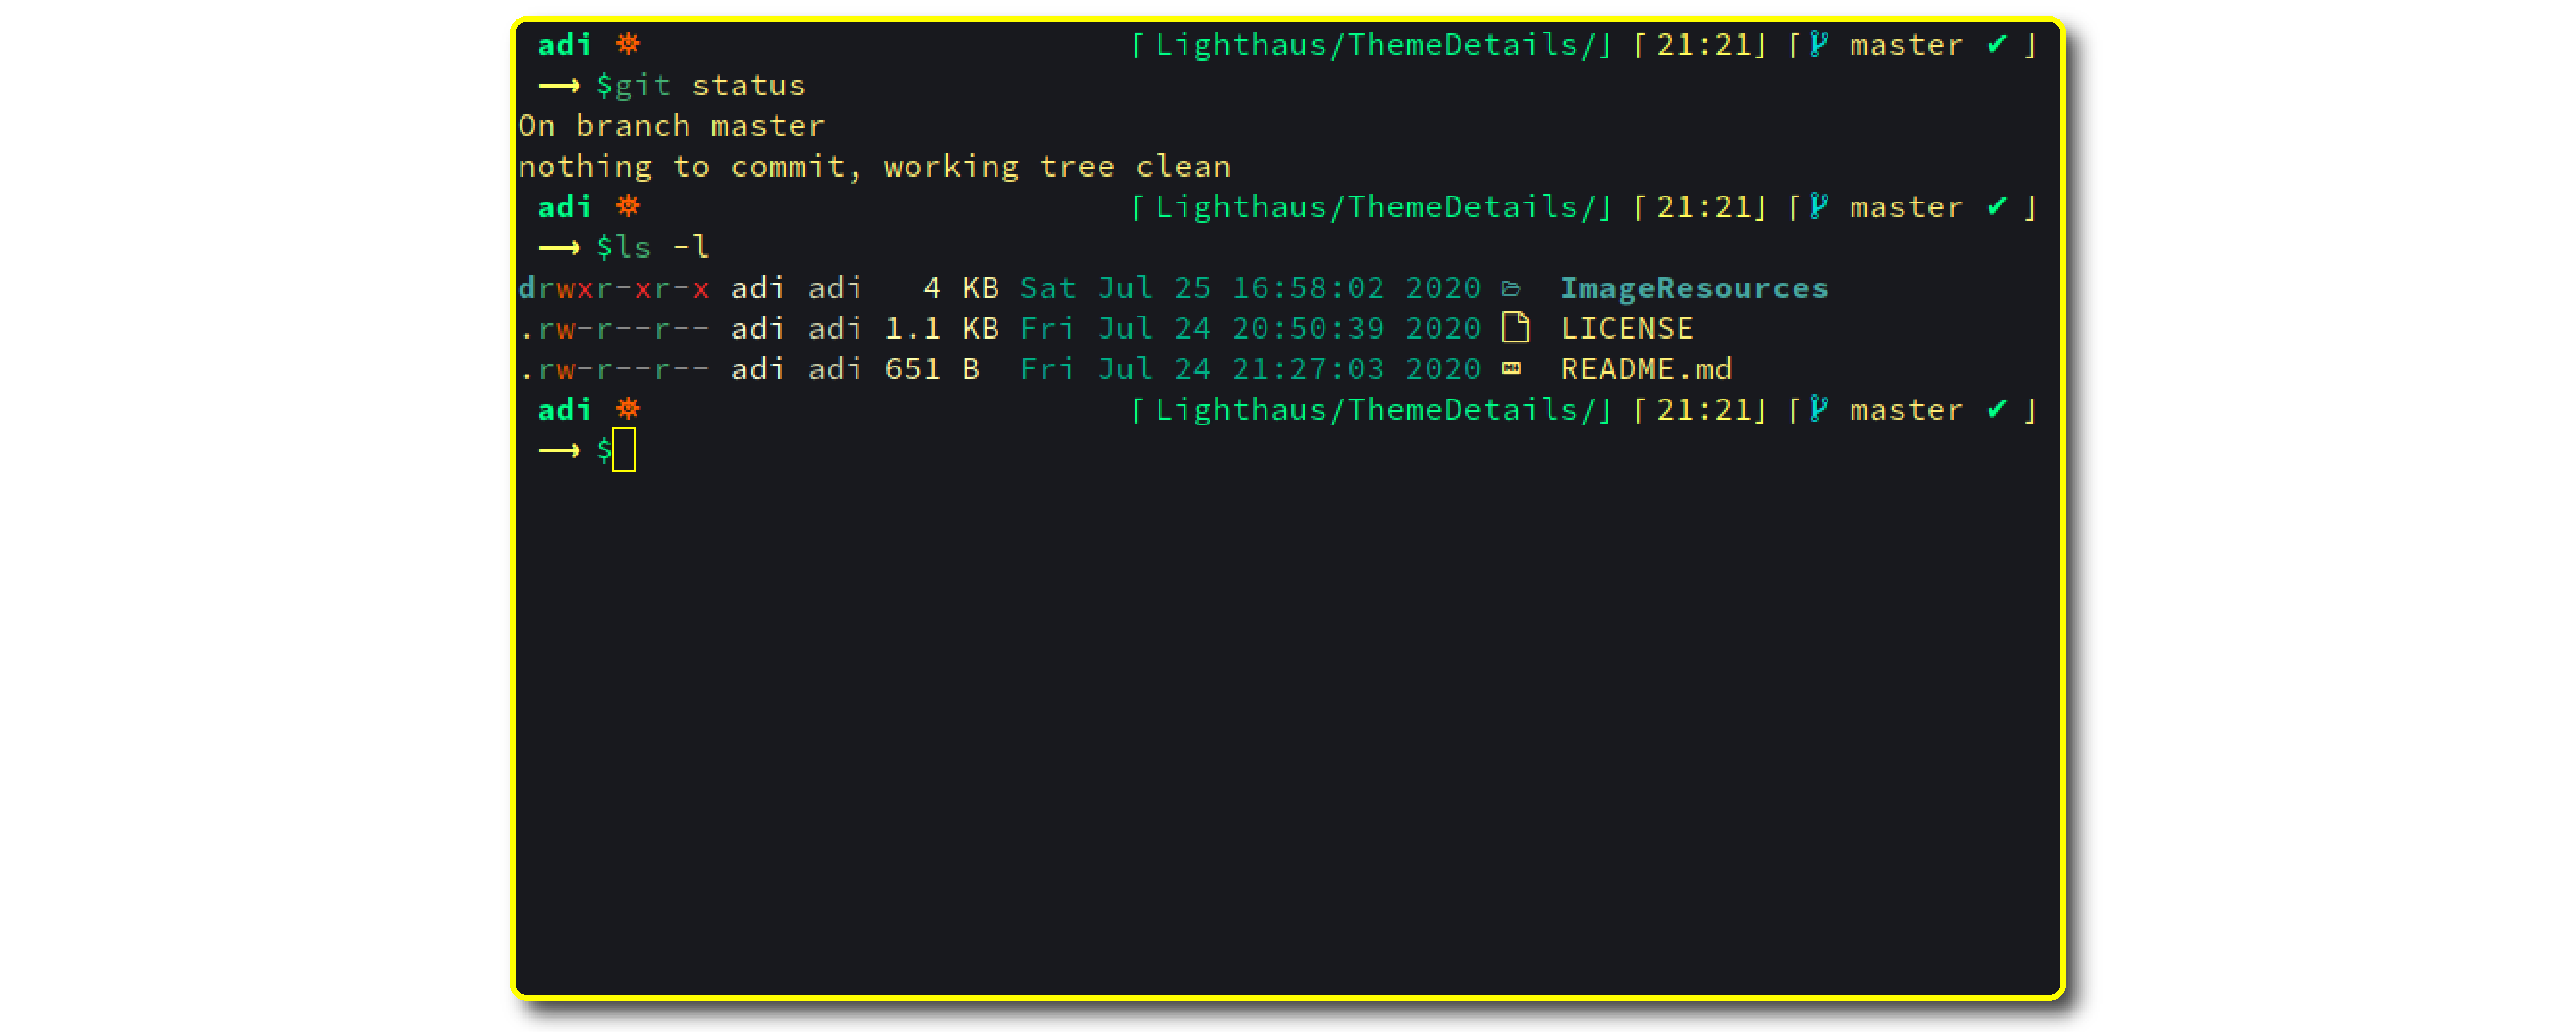 adi ⎈ ⌈Lighthaus/ThemeDetails/⌋ ⌈21:21⌋ ⌈ master ✔ ⌋
⟶ $git status
On branch master
nothing to commit, working tree clean
adi ⎈ ⌈Lighthaus/ThemeDetails/⌋ ⌈21:21⌋ ⌈ master ✔ ⌋
⟶ $ls -l
drwxr-xr-x adi adi   4 KB Sat Jul 25 16:58:02 2020  ImageResources
.rw-r--r-- adi adi 1.1 KB Fri Jul 24 20:50:39 2020  LICENSE
.rw-r--r-- adi adi 651 B  Fri Jul 24 21:27:03 2020  README.md
adi ⎈ ⌈Lighthaus/ThemeDetails/⌋ ⌈21:21⌋ ⌈ master ✔ ⌋
⟶ $